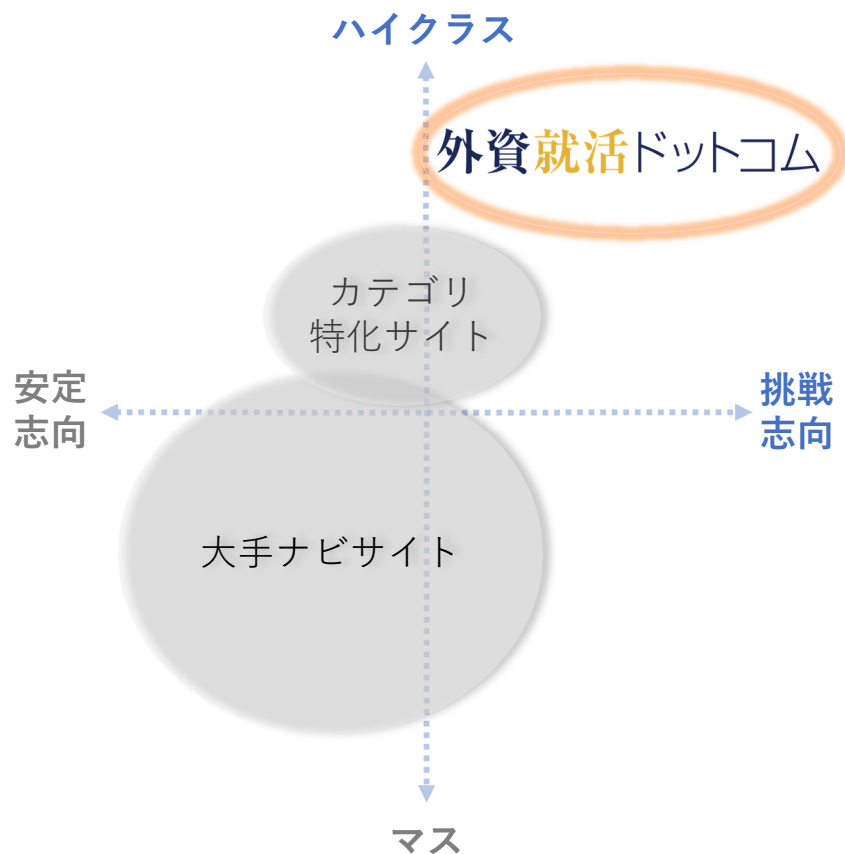 ハイクラス
外資就活ドットコム
カテゴリ
特化サイト
安定
志向
挑戦
志向
大手ナビサイト
マス